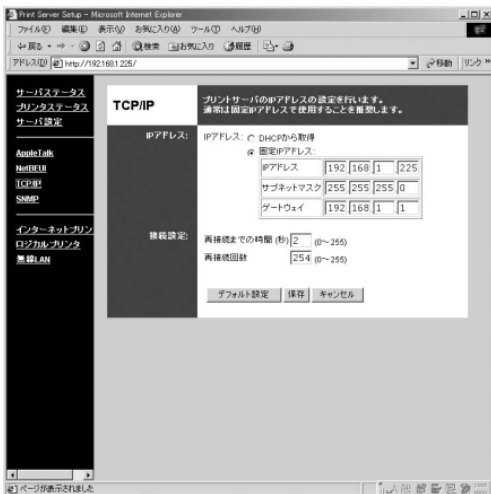 Print Server Setup - Microsoft Internet Explorer
ファイル(F) 編集(E) 表示(V) お気に入り(A) ツール(T) ヘルプ(H)
戻る 検索 お気に入り 履歴
アドレス(D) http://192.168.1.225/ 移動 リンク »
サーバステータス
プリンタステータス
サーバ設定
AppleTalk
NetBEUI
TCP/IP
SNMP
インターネットプリン
ロジカルプリンタ
無線LAN
TCP/IP
プリントサーバのIPアドレスの設定を行います。
通常は固定IPアドレスで使用することを推奨します。
IPアドレス:
IPアドレス: DHCPから取得
固定IPアドレス:
IPアドレス 192 168 1 225
サブネットマスク 255 255 255 0
ゲートウェイ 192 168 1 1
接続設定:
再接続までの時間 (秒) 2 (0~255)
再接続回数 254 (0~255)
デフォルト設定 保存 キャンセル
ページが表示されました